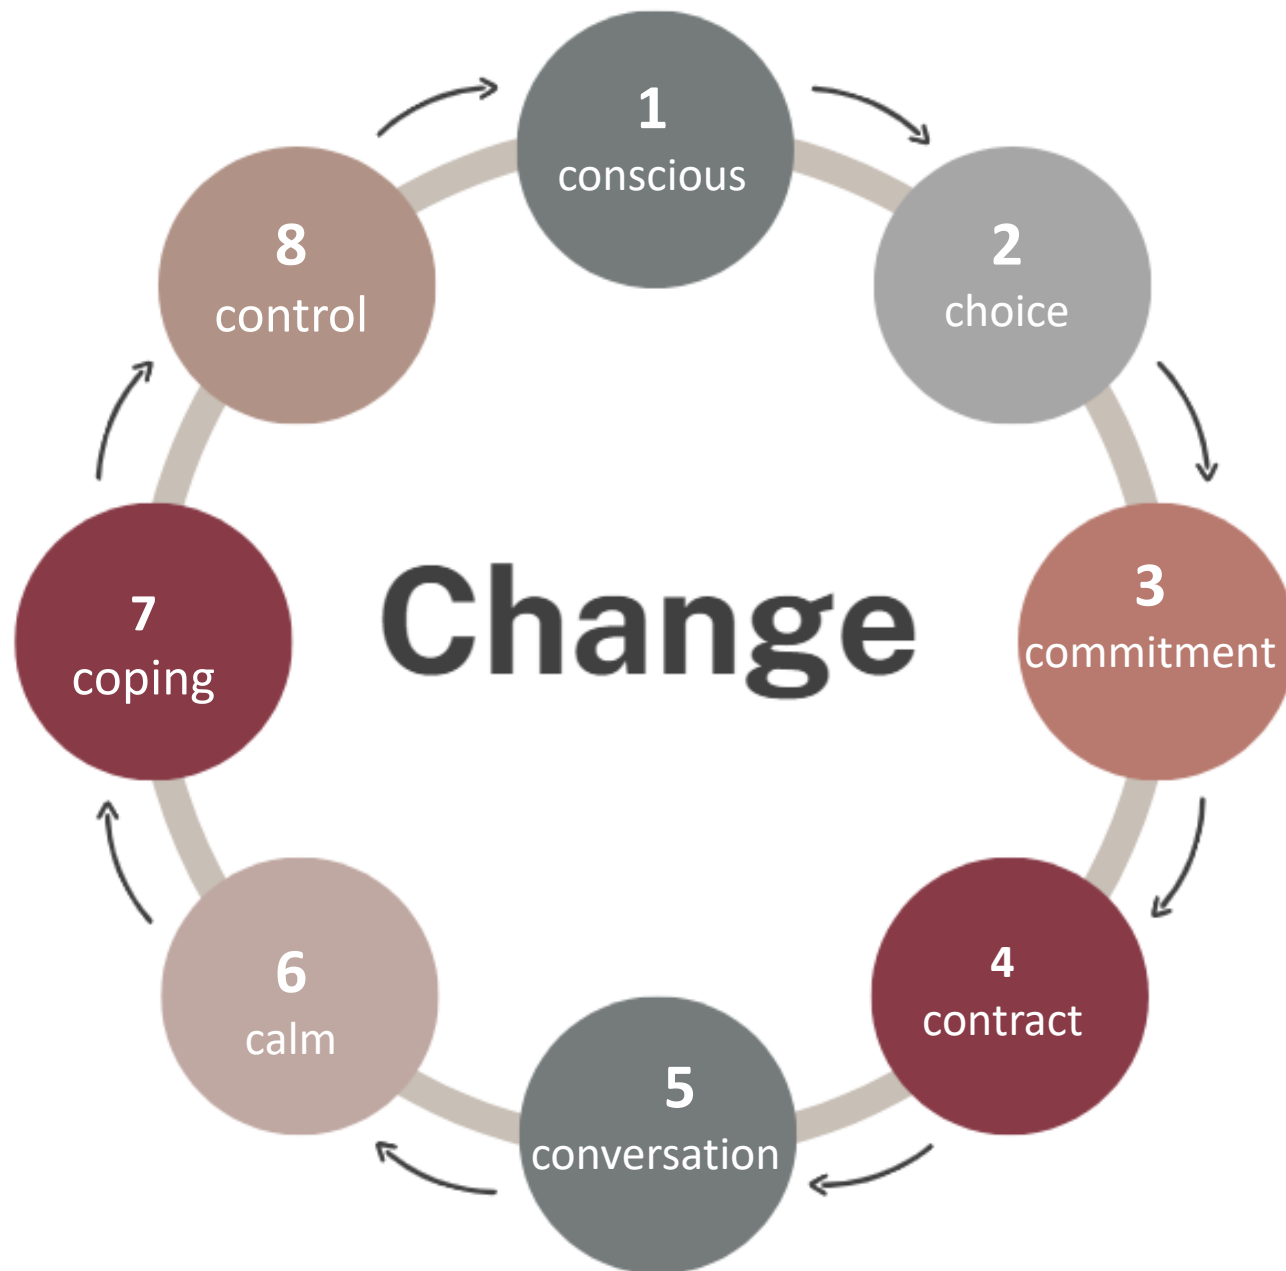 1
conscious
2
choice
3
commitment
4
contract
5
conversation
6
calm
7
coping
8
control
Change